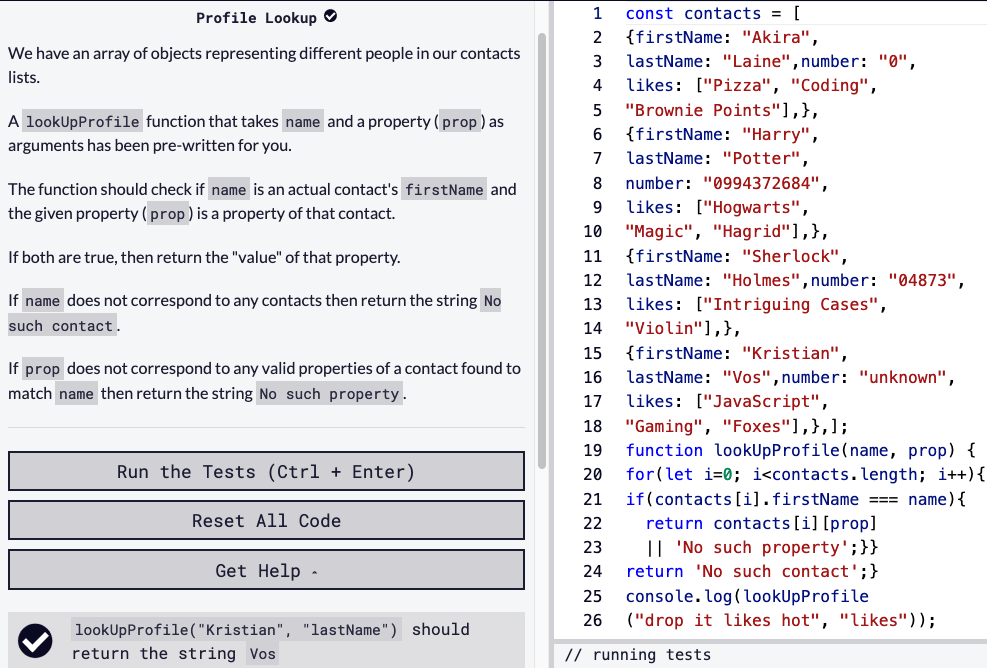 Profile Lookup
We have an array of objects representing different people in our contacts
lists.
A lookUpProfile function that takes name and a property (prop) as
arguments has been pre-written for you.
The function should check if name is an actual contact's firstName and
the given property (prop) is a property of that contact.
If both are true, then return the "value" of that property.
If name does not correspond to any contacts then return the string No
such contact.
If prop does not correspond to any valid properties of a contact found to
match name then return the string No such property.
Run the Tests (Ctrl + Enter)
Reset All Code
Get Help
lookUpProfile("Kristian", "lastName") should
return the string Vos
1 const contacts = [
2 {firstName: "Akira",
3 lastName: "Laine",number: "0",
4 likes: ["Pizza", "Coding",
5 "Brownie Points"],},
6 {firstName: "Harry",
7 lastName: "Potter",
8 number: "0994372684",
9 likes: ["Hogwarts",
10 "Magic", "Hagrid"],},
11 {firstName: "Sherlock",
12 lastName: "Holmes",number: "04873",
13 likes: ["Intriguing Cases",
14 "Violin"],},
15 {firstName: "Kristian",
16 lastName: "Vos",number: "unknown",
17 likes: ["JavaScript",
18 "Gaming", "Foxes"],},];
19 function lookUpProfile(name, prop) {
20 for(let i=0; i<contacts.length; i++){
21 if(contacts[i].firstName === name){
22 return contacts[i][prop]
23 || 'No such property';}}
24 return 'No such contact';}
25 console.log(lookUpProfile
26 ("drop it likes hot", "likes"));
// running tests